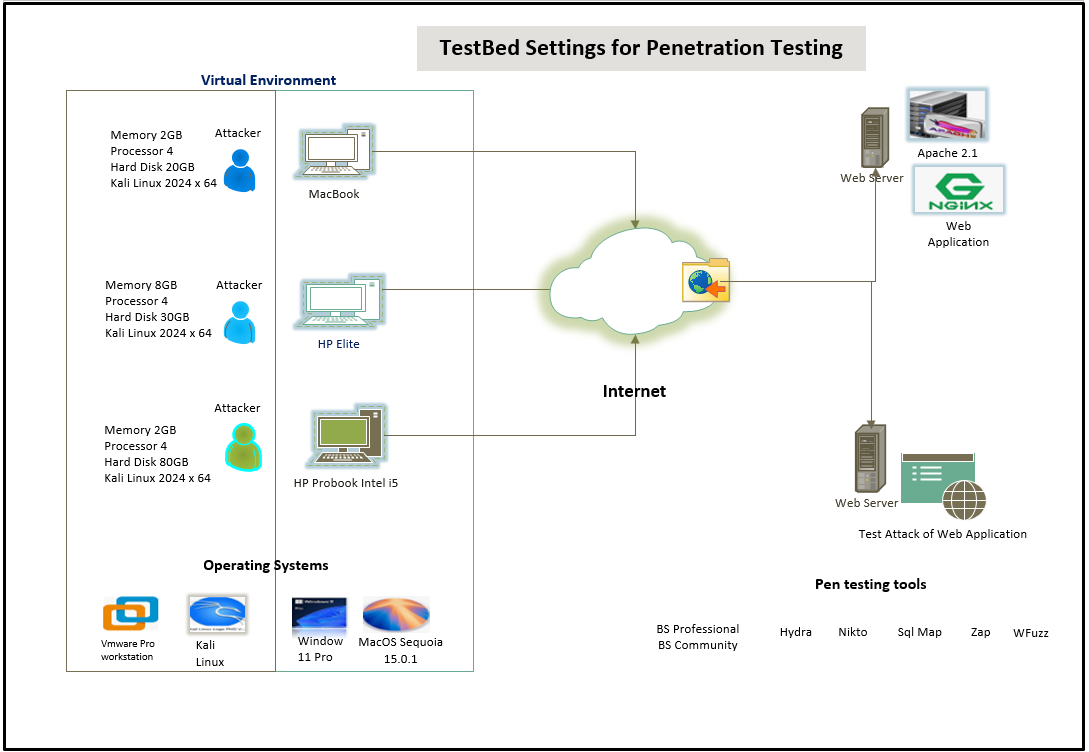 TestBed Settings for Penetration Testing
Virtual Environment
Memory 2GB
Processor 4
Hard Disk 20GB
Kali Linux 2024 x 64
Attacker
MacBook
Memory 8GB
Processor 4
Hard Disk 30GB
Kali Linux 2024 x 64
Attacker
HP Elite
Memory 2GB
Processor 4
Hard Disk 80GB
Kali Linux 2024 x 64
Attacker
HP Probook Intel i5
Internet
Web Server
APACHE
Apache 2.1
NGINX
Web
Application
Web Server
Test Attack of Web Application
Operating Systems
Vmware Pro
workstation
Kali
Linux
Window
11 Pro
MacOS Sequoia
15.0.1
Pen testing tools
BS Professional
BS Community
Hydra
Nikto
Sql Map
Zap
WFuzz